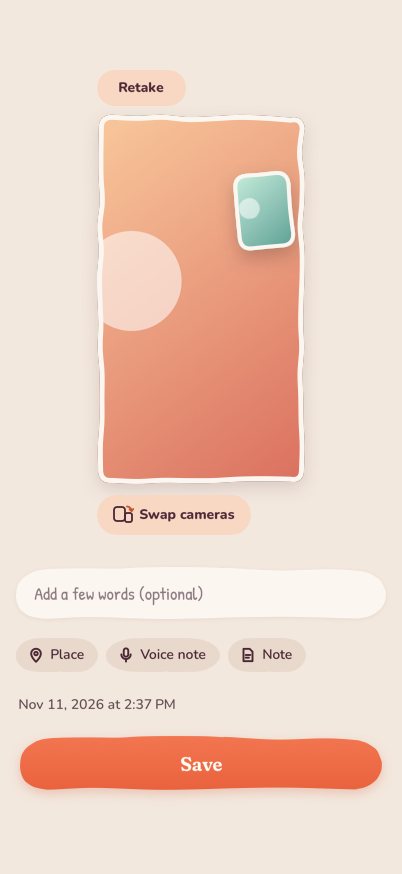 Retake
Swap cameras
Add a few words (optional)
Place
Voice note
Note
Nov 11, 2026 at 2:37 PM
Save